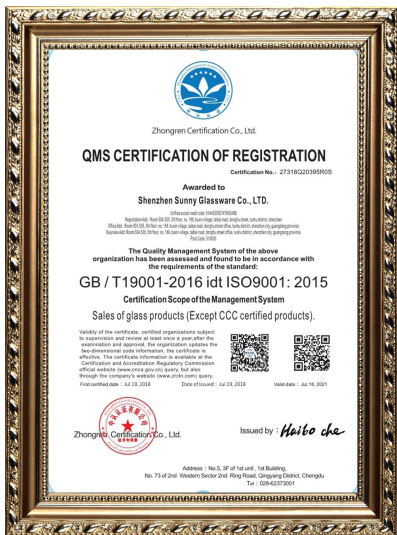 Zhongren Certification Co., Ltd.
QMS CERTIFICATION OF REGISTRATION
Certification No.: 27318Q20395R0S
Awarded to
Shenzhen Sunny Glassware Co., LTD.
The Quality Management System of the above
organization has been assessed and found to be in accordance with
the requirements of the standard:
GB / T19001-2016 idt ISO9001: 2015
Certification Scope of the Management System
Sales of glass products (Except CCC certified products).
Validity of the certificate, certified organizations subject
to supervision and review at least once a year,after the
examination and approval, the organization updates the
two-dimensional code information, the certificate is
effective. The certificate information is available at the
Certification and Accreditation Regulatory Commission
official website (www.cnca.gov.cn) query, but also
through the company's website (www.zrcln.com) query.
First certified date : Jul.19, 2018 Date of Issued : Jul.19, 2018 Valid date : Jul.18, 2021
Zhongren Certification Co., Ltd.
Issued by : Haibo che
Address : No.5, 3F of 1st unit , 1st Building,
No. 73 of 2nd Western Sector 2nd Ring Road, Qingyang District, Chengdu
Tel : 028-62373001